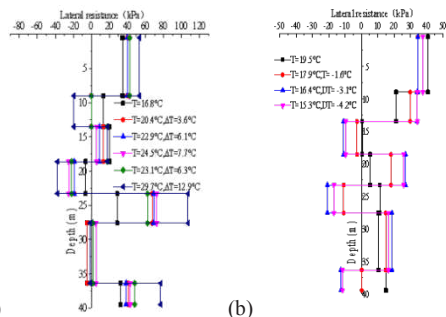 Lateral resistance (kPa)
-40 -20 0 20 40 60 80 100 120
0
5
10
15
20
25
30
35
40
Depth (m)
T=16.8℃
T=20.4℃,ΔT=3.6℃
T=22.9℃,ΔT=6.1℃
T=24.5℃,ΔT=7.7℃
T=23.1℃,ΔT=6.3℃
T=29.7℃,ΔT=12.9℃
)
(b)
Lateral resistance (kPa)
-50 -40 -30 -20 -10 0 10 20 30 40 50
0
5
10
15
20
25
30
35
40
Depth (m)
T=19.5℃
T=17.9℃,DT= -1.6℃
T=16.4℃,DT= -3.1℃
T=15.3℃,DT= -4.2℃